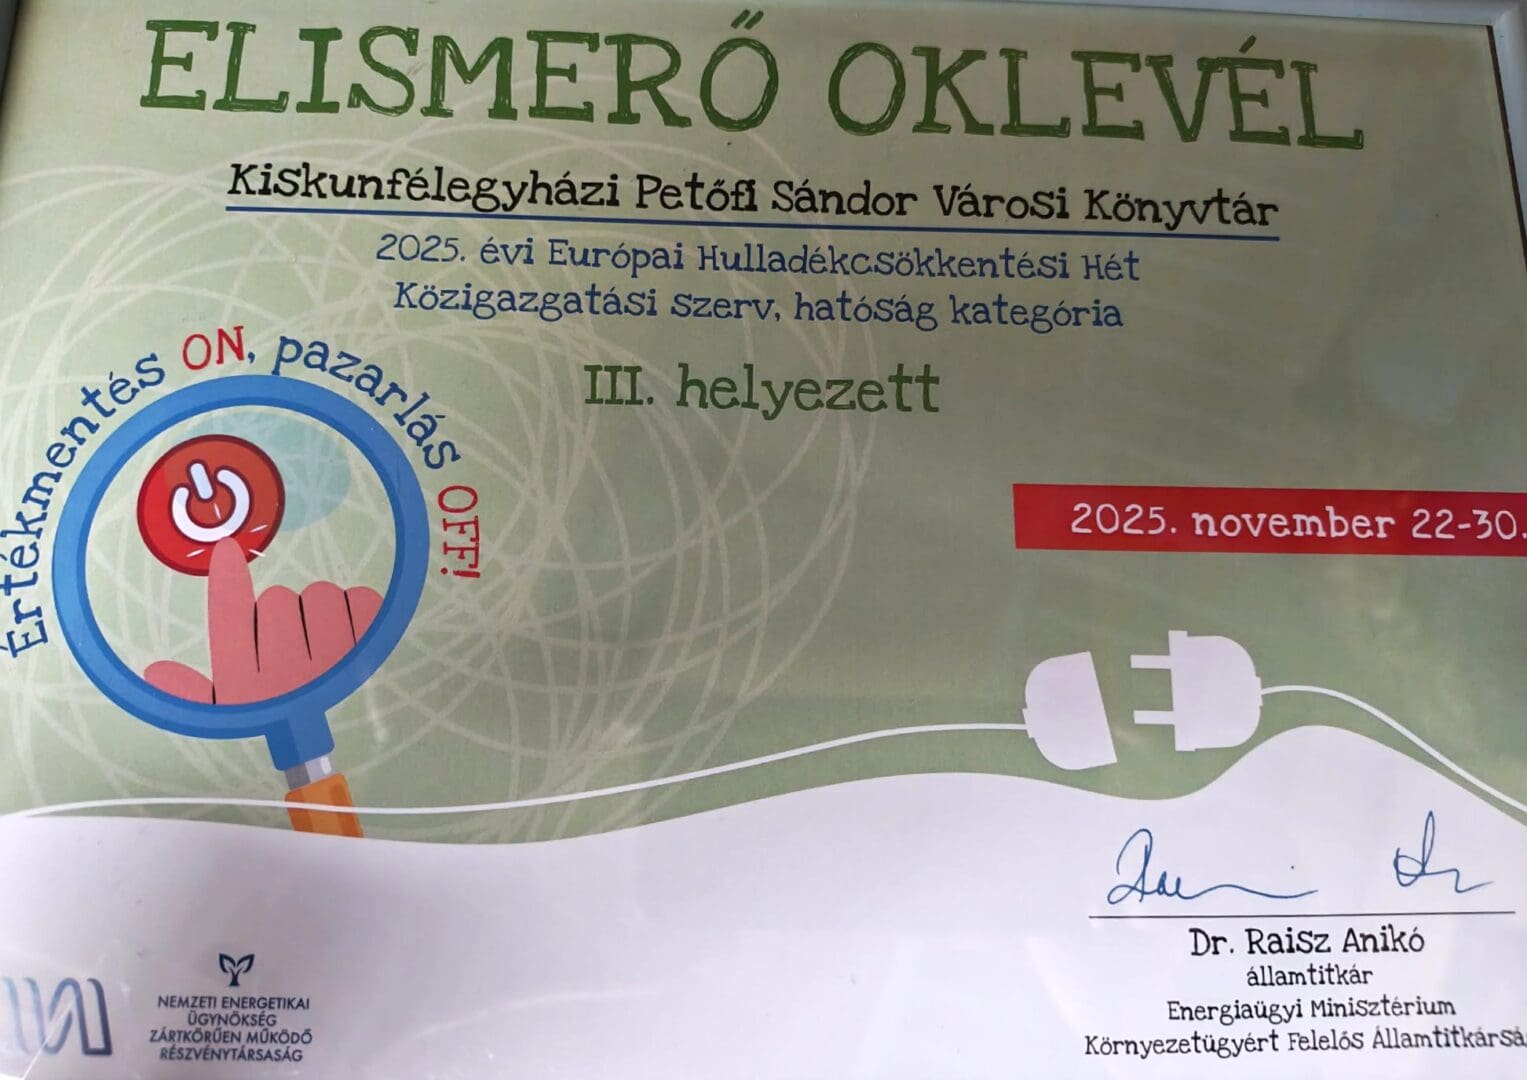 ELISMERŐ OKLEVÉL
Kiskunfélegyházi Petőfi Sándor Városi Könyvtár
2025. évi Európai Hulladékcsökkentési Hét
Közigazgatási szerv, hatóság kategória
III. helyezett
Értékmentés ON, pazarlás OFF!
2025. november 22-30.
Dr. Raisz Anikó
államtitkár
Energiaügyi Minisztérium
Környezetügyért Felelős Államtitkársá
NEMZETI ENERGETIKAI
ÜGYNÖKSÉG
ZÁRTKÖRŰEN MŰKÖDŐ
RÉSZVÉNYTÁRSASÁG